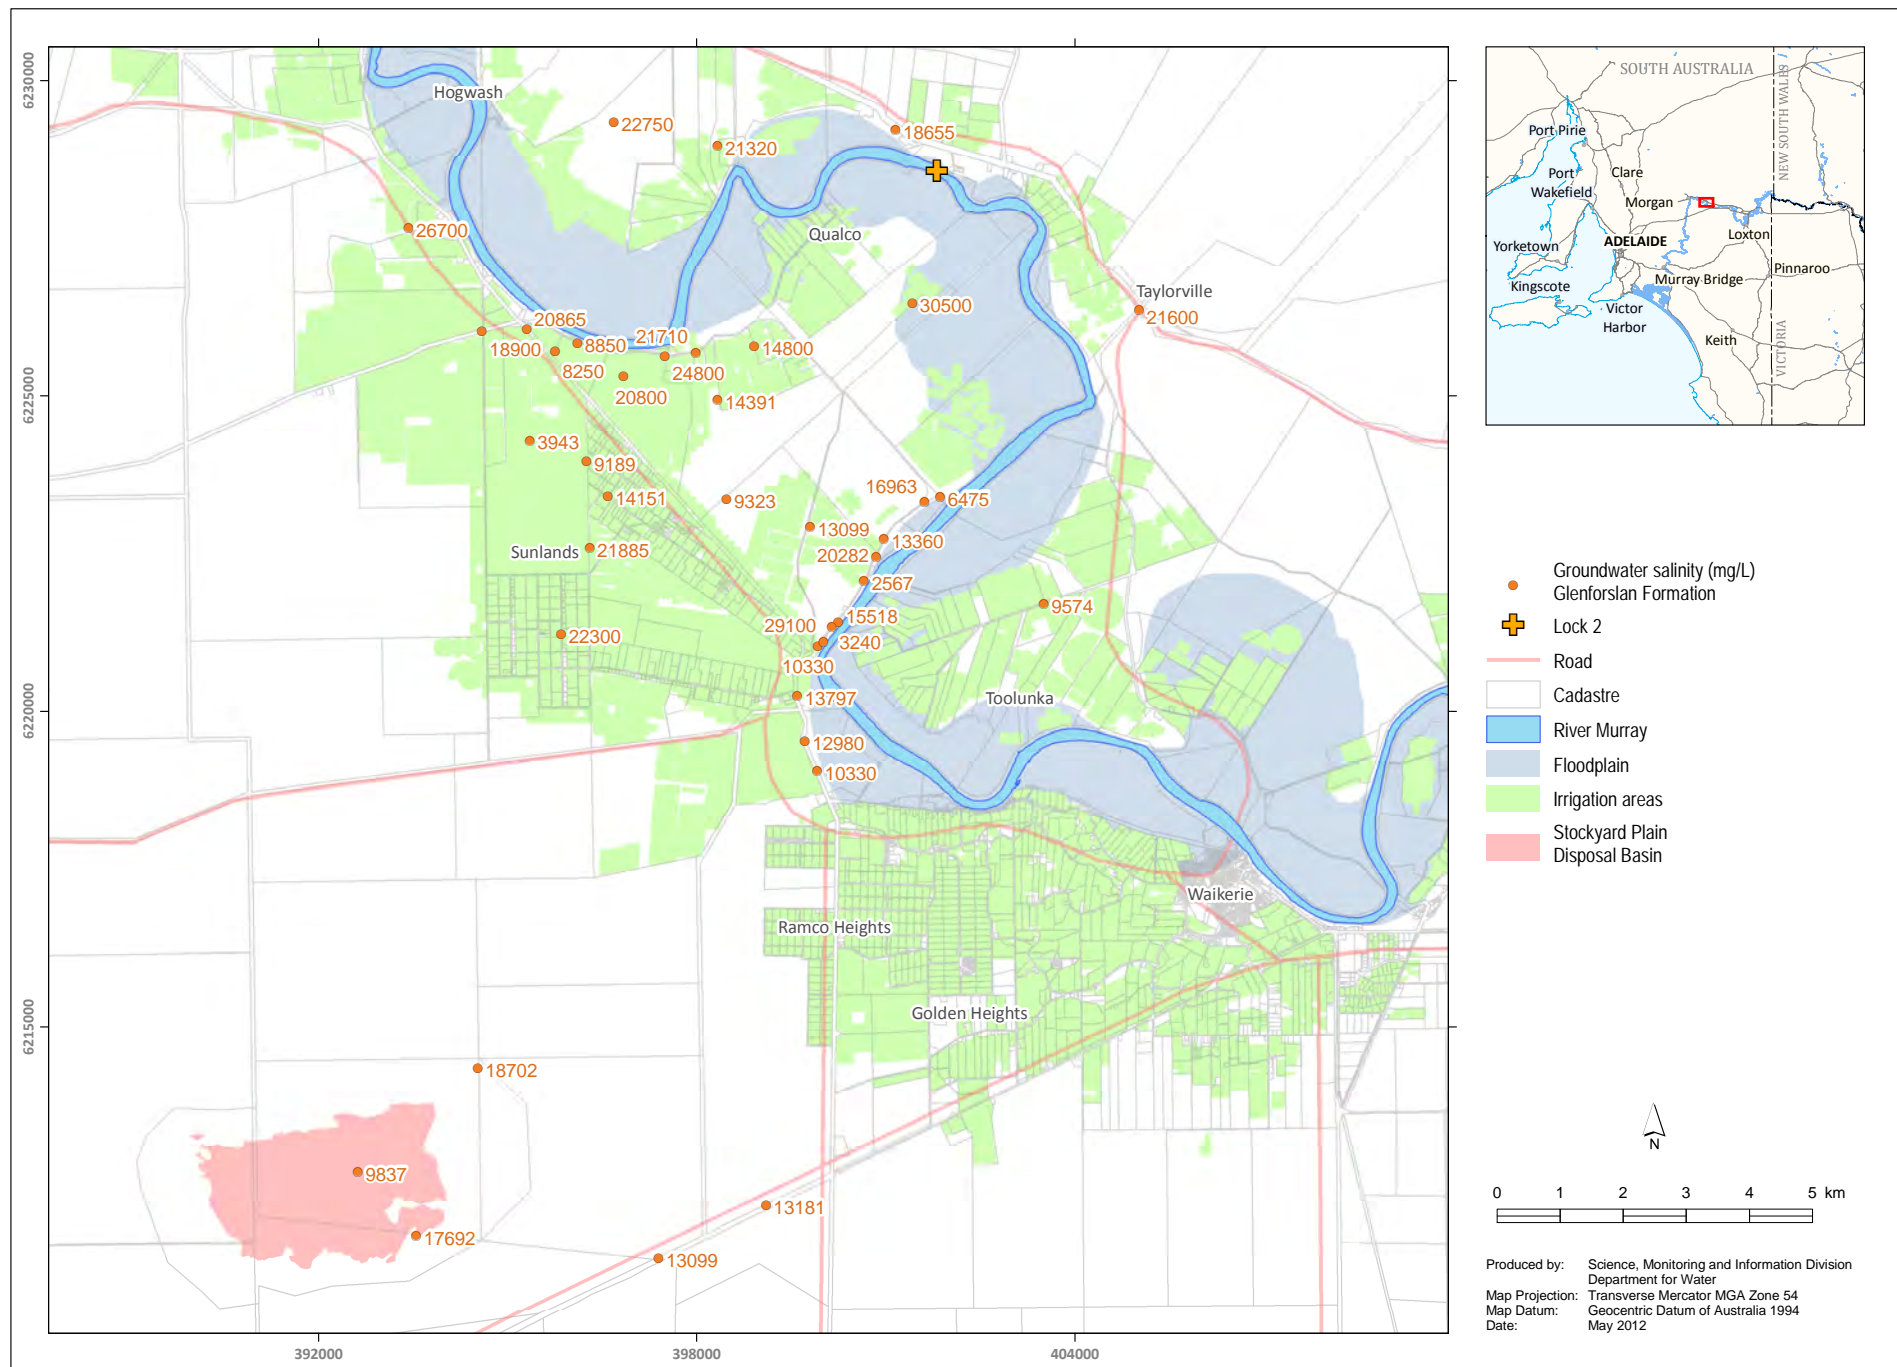 6230000
6225000
6220000
6215000
392000
398000
404000
Hogwash
22750
21320
18655
26700
Qualco
30500
Taylorville
21600
20865
18900
8850
8250
21710
24800
20800
14800
14391
3943
9189
14151
9323
16963
6475
13099
13360
20282
2567
Sunlands
21885
22300
15518
29100
3240
10330
9574
13797
Toolunka
12980
10330
Waikerie
Ramco Heights
Golden Heights
18702
9837
17692
13181
13099
SOUTH AUSTRALIA
NEW SOUTH WALES
VICTORIA
Port Pirie
Port
Wakefield
Clare
Morgan
Yorketown
ADELAIDE
Loxton
Kingscote
Murray Bridge
Pinnaroo
Victor
Harbor
Keith
Groundwater salinity (mg/L)
Glenforslan Formation
Lock 2
Road
Cadastre
River Murray
Floodplain
Irrigation areas
Stockyard Plain
Disposal Basin
N
0 1 2 3 4 5 km
Produced by: Science, Monitoring and Information Division
Department for Water
Map Projection: Transverse Mercator MGA Zone 54
Map Datum: Geocentric Datum of Australia 1994
Date: May 2012